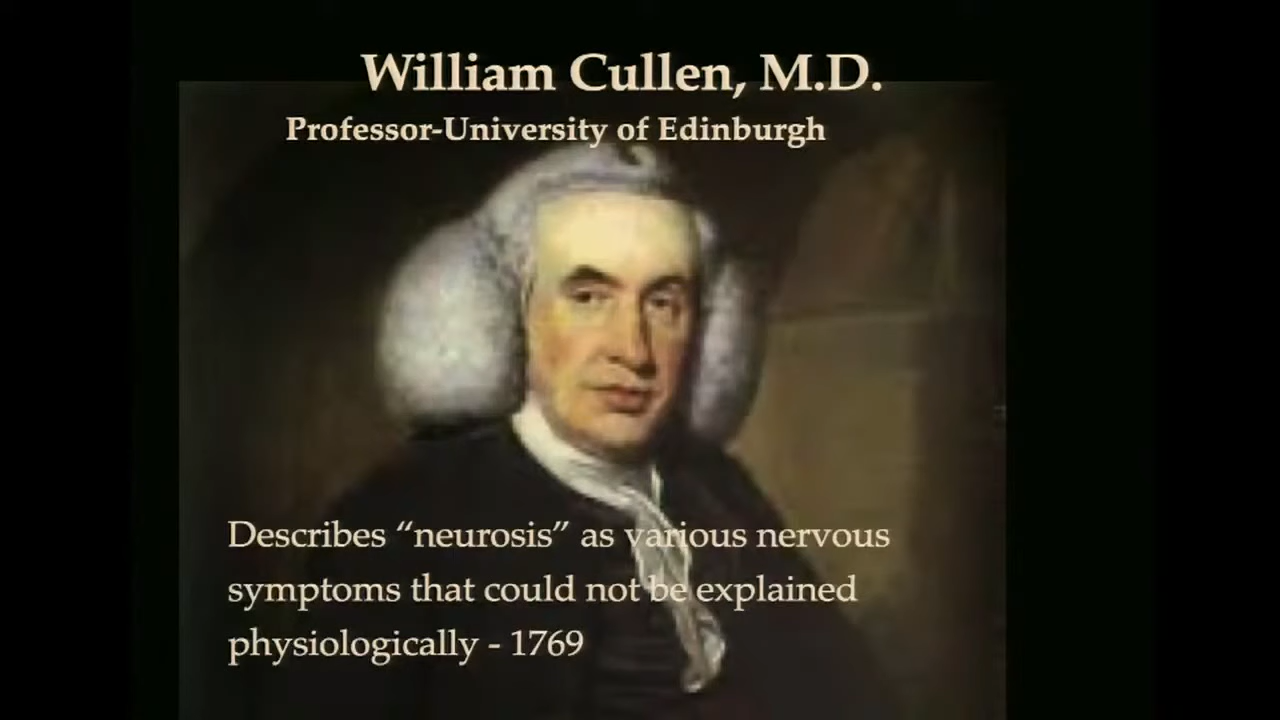 William Cullen, M.D.
Professor-University of Edinburgh
Describes “neurosis” as various nervous
symptoms that could not be explained
physiologically - 1769